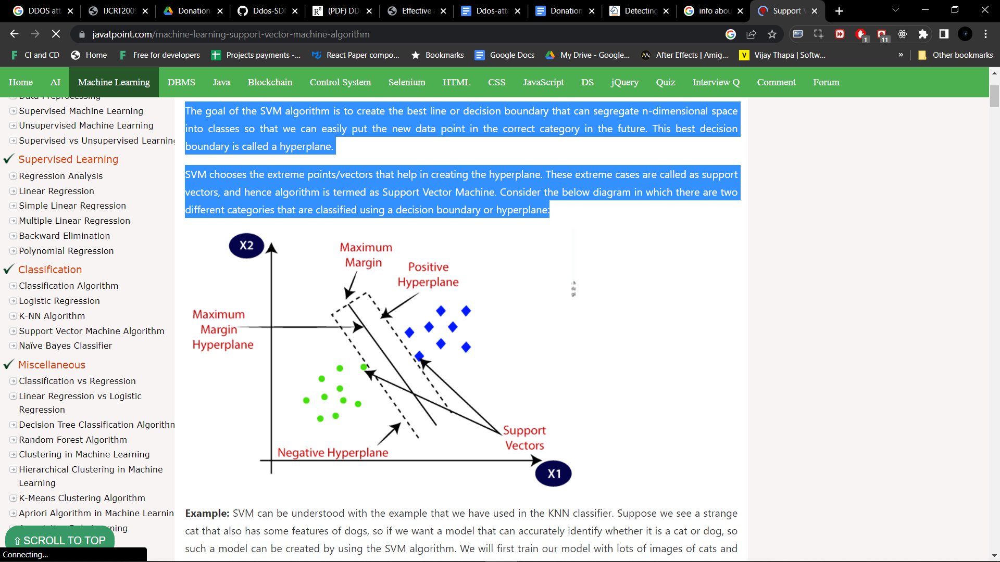 DDOS att
IJCRT2009
Donation
Ddos-SDN
(PDF) DD
Effective
Ddos-atta
Donation
Detecting
info abou
Support V
javatpoint.com/machine-learning-support-vector-machine-algorithm
1
11
CI and CD
Home
Free for developers
Projects payments -...
React Paper compo...
Bookmarks
Google Docs
My Drive - Google...
After Effects | Amig...
Vijay Thapa | Softw...
»
Other bookmarks
Home AI Machine Learning DBMS Java Blockchain Control System Selenium HTML CSS JavaScript DS jQuery Quiz Interview Q Comment Forum
Data Preprocessing
Supervised Machine Learning
Unsupervised Machine Learning
Supervised vs Unsupervised Learning
Supervised Learning
Regression Analysis
Linear Regression
Simple Linear Regression
Multiple Linear Regression
Backward Elimination
Polynomial Regression
Classification
Classification Algorithm
Logistic Regression
K-NN Algorithm
Support Vector Machine Algorithm
Naïve Bayes Classifier
Miscellaneous
Classification vs Regression
Linear Regression vs Logistic
Regression
Decision Tree Classification Algorithm
Random Forest Algorithm
Clustering in Machine Learning
Hierarchical Clustering in Machine
Learning
K-Means Clustering Algorithm
Apriori Algorithm in Machine Learnin
⇧ SCROLL TO TOP
Connecting...
The goal of the SVM algorithm is to create the best line or decision boundary that can segregate n-dimensional space
into classes so that we can easily put the new data point in the correct category in the future. This best decision
boundary is called a hyperplane.
SVM chooses the extreme points/vectors that help in creating the hyperplane. These extreme cases are called as support
vectors, and hence algorithm is termed as Support Vector Machine. Consider the below diagram in which there are two
different categories that are classified using a decision boundary or hyperplane:
X2
Maximum
Margin
Positive
Hyperplane
Maximum
Margin
Hyperplane
Support
Vectors
Negative Hyperplane
X1
Example: SVM can be understood with the example that we have used in the KNN classifier. Suppose we see a strange
cat that also has some features of dogs, so if we want a model that can accurately identify whether it is a cat or dog, so
such a model can be created by using the SVM algorithm. We will first train our model with lots of images of cats and